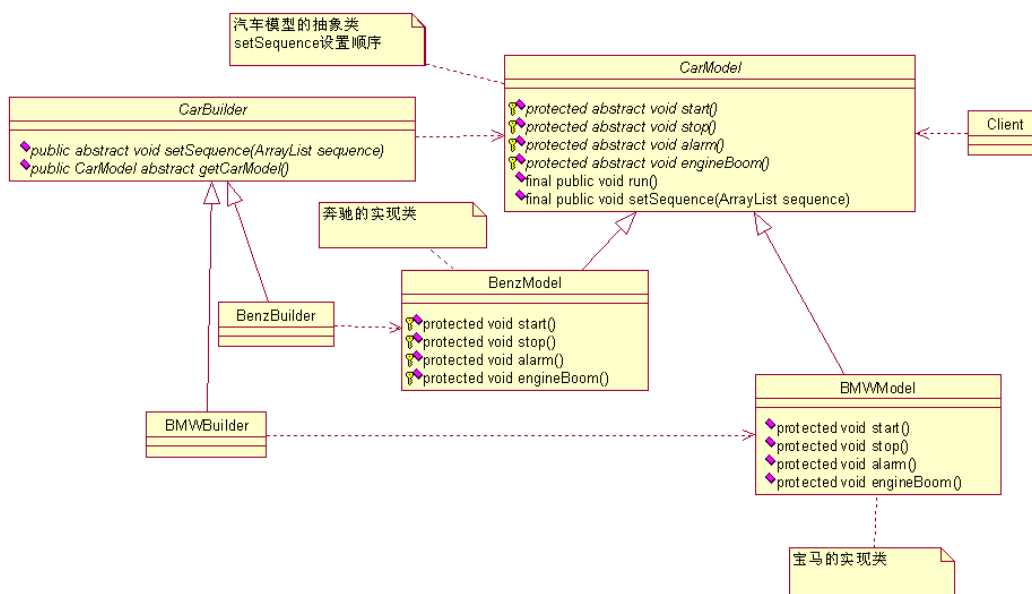 汽车模型的抽象类
setSequence设置顺序
CarModel
protected abstract void start()
protected abstract void stop()
protected abstract void alarm()
protected abstract void engineBoom()
final public void run()
final public void setSequence(ArrayList sequence)
Client
CarBuilder
public abstract void setSequence(ArrayList sequence)
public CarModel abstract getCarModel()
奔驰的实现类
BenzModel
protected void start()
protected void stop()
protected void alarm()
protected void engineBoom()
BenzBuilder
BMWBuilder
BMWModel
protected void start()
protected void stop()
protected void alarm()
protected void engineBoom()
宝马的实现类